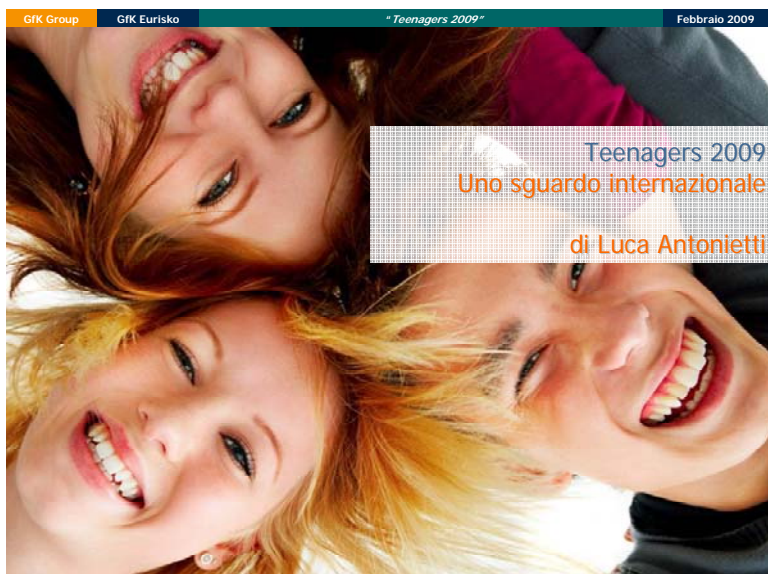 GfK Group GfK Eurisko "Teenagers 2009" Febbraio 2009
Teenagers 2009
Uno sguardo internazionale
di Luca Antonietti